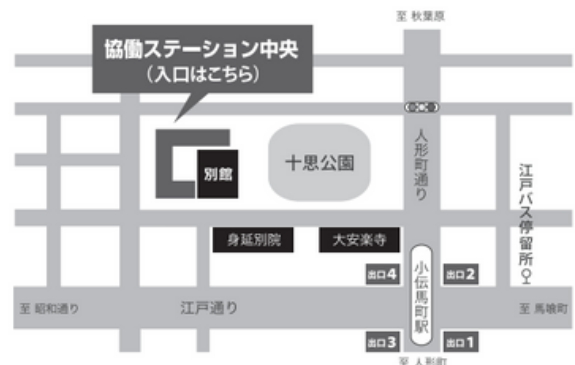 至 秋葉原
協働ステーション中央
（入口はこちら）
人形町通り
別館
十思公園
江戸バス停留所
身延別院
大安楽寺
出口4
小伝馬町駅
出口2
至 昭和通り
江戸通り
至 馬喰町
出口3
出口1
至 人形町